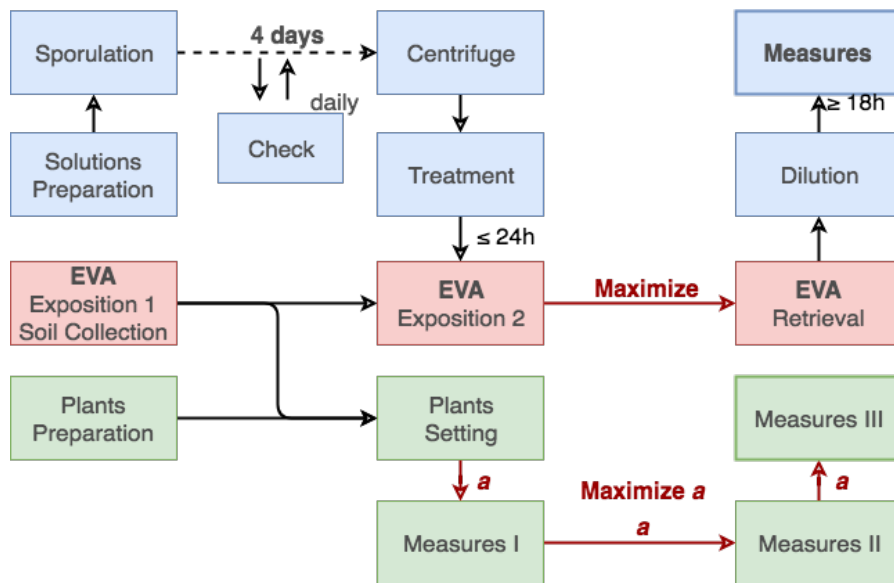 Sporulation
4 days
Centrifuge
Measures
daily
≥ 18h
Check
Solutions
Preparation
Treatment
Dilution
≤ 24h
EVA
Exposition 1
Soil Collection
EVA
Exposition 2
Maximize
EVA
Retrieval
Plants
Preparation
Plants
Setting
Measures III
a
Maximize a
a
a
Measures I
Measures II